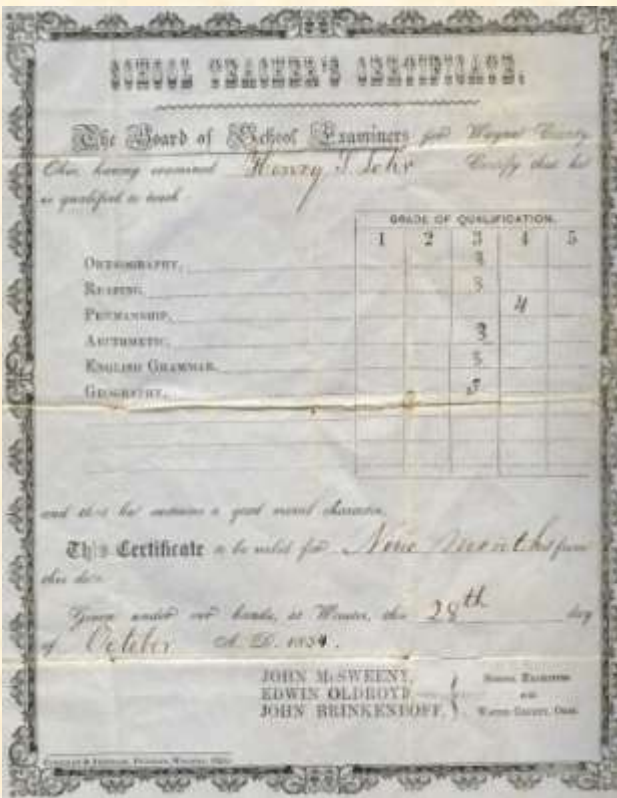 SCHOOL TEACHER'S CERTIFICATE.
The Board of School Examiners for Wayne County
Ohio, having examined Henry J. Lehr Certify that he
is qualified to teach
GRADE OF QUALIFICATION.
1 2 3 4 5
ORTHOGRAPHY, 3
READING, 3
PENMANSHIP, 4
ARITHMETIC, 3
ENGLISH GRAMMAR, 3
GEOGRAPHY, 3
and that he sustains a good moral character.
This Certificate to be valid for Nine Months from
this date.
Given under our hands, at Wooster, this 28th day
of October A. D. 1854.
JOHN McSWEENY,
EDWIN OLDROYD,
JOHN BRINKENHOFF,
SCHOOL EXAMINERS
FOR
WAYNE COUNTY, OHIO.
PRINTERS, WOOSTER, OHIO.